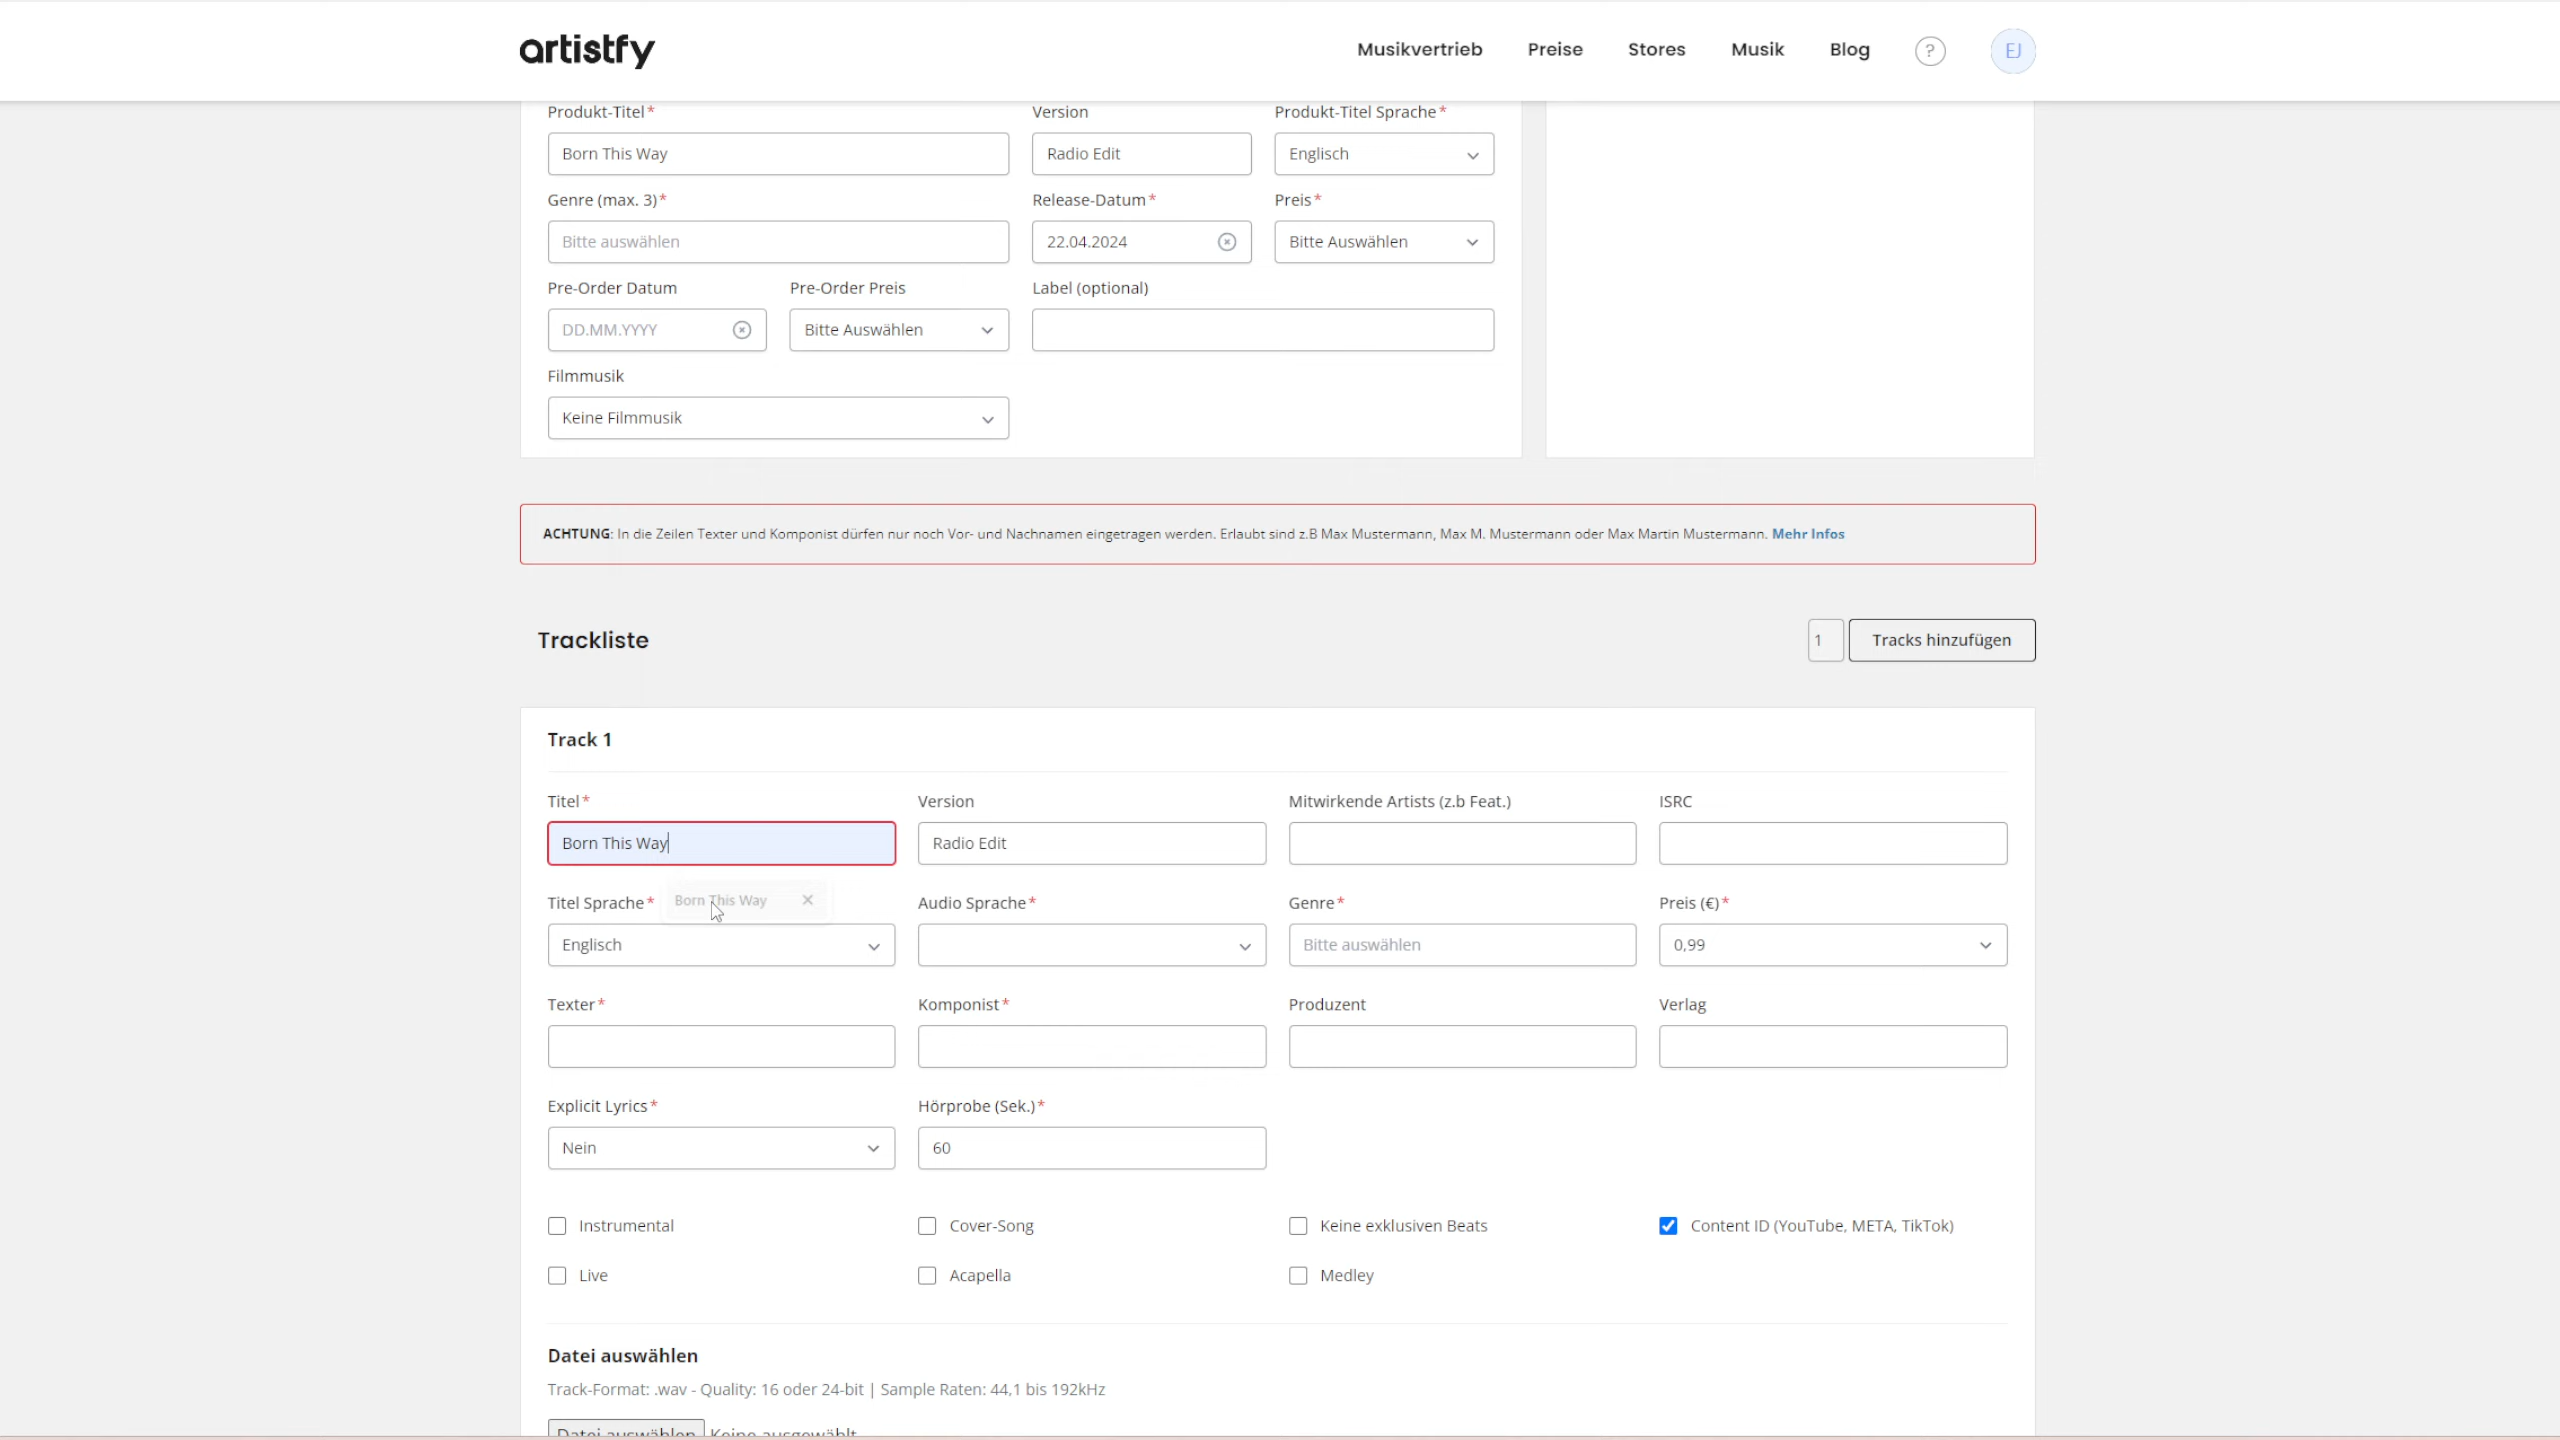 artistfy
Musikvertrieb Preise Stores Musik Blog ? EJ
Produkt-Titel* Version Produkt-Titel Sprache*
Born This Way Radio Edit Englisch
Genre (max. 3)* Release-Datum* Preis*
Bitte auswählen 22.04.2024 Bitte Auswählen
Pre-Order Datum Pre-Order Preis Label (optional)
DD.MM.YYYY Bitte Auswählen
Filmmusik
Keine Filmmusik
ACHTUNG: In die Zeilen Texter und Komponist dürfen nur noch Vor- und Nachnamen eingetragen werden. Erlaubt sind z.B Max Mustermann, Max M. Mustermann oder Max Martin Mustermann. Mehr Infos
Trackliste 1 Tracks hinzufügen
Track 1
Titel* Version Mitwirkende Artists (z.b Feat.) ISRC
Born This Way Radio Edit
Titel Sprache* Born This Way Audio Sprache* Genre* Preis (€)*
Englisch Bitte auswählen 0,99
Texter* Komponist* Produzent Verlag
Explicit Lyrics* Hörprobe (Sek.)*
Nein 60
Instrumental Cover-Song Keine exklusiven Beats Content ID (YouTube, META, TikTok)
Live Acapella Medley
Datei auswählen
Track-Format: .wav - Quality: 16 oder 24-bit | Sample Raten: 44,1 bis 192kHz
Datei auswählen Keine ausgewählt